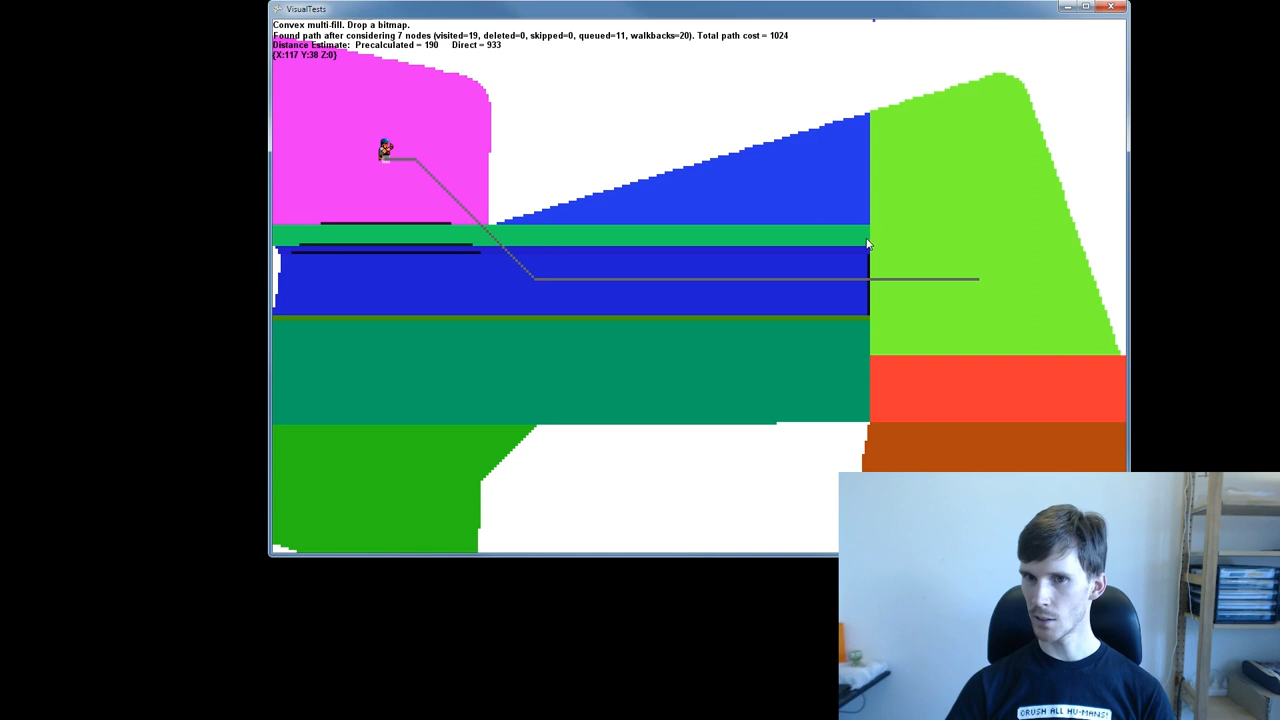 VisualTests
Convex multi-fill. Drop a bitmap.
Found path after considering 7 nodes (visited=19, deleted=0, skipped=0, queued=11, walkbacks=20). Total path cost = 1024
Distance Estimate: Precalculated = 190 Direct = 933
{X:117 Y:38 Z:0}
CRUSH ALL HU-MANS!